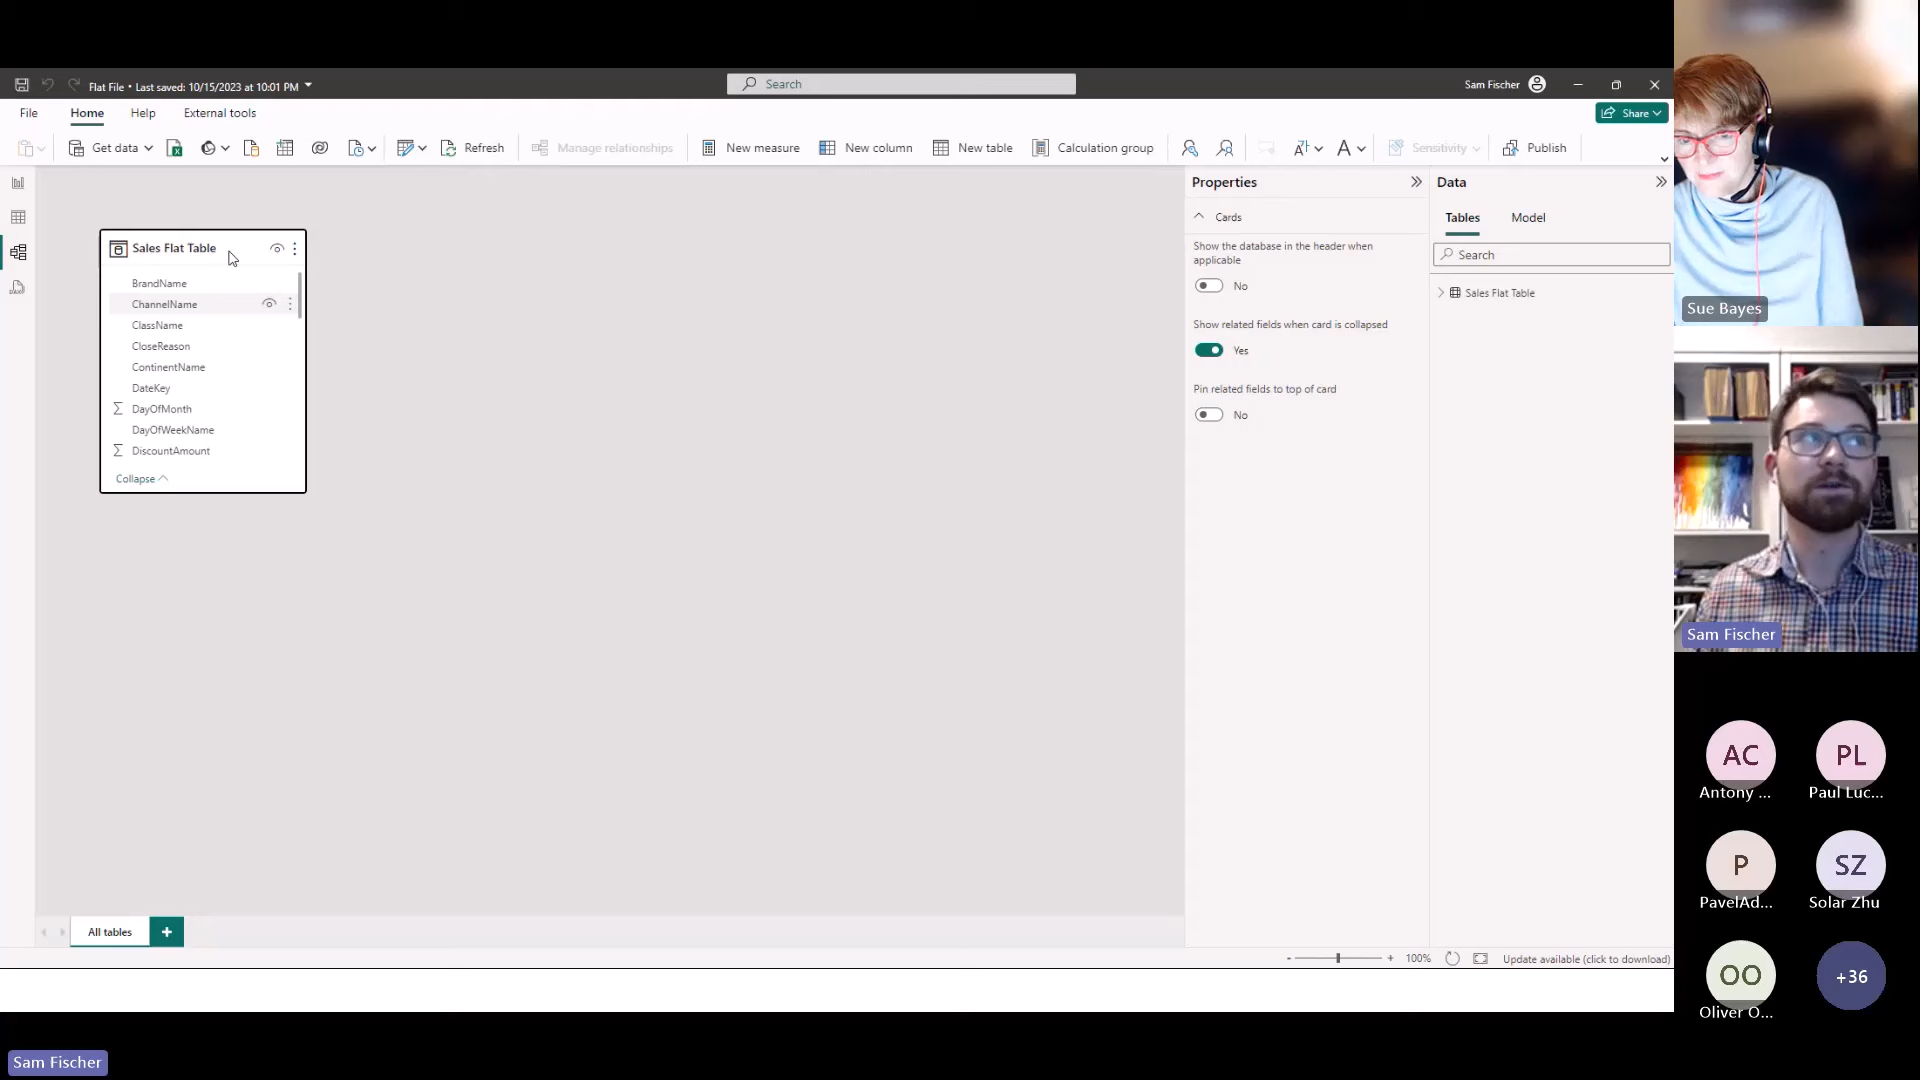 Flat File • Last saved: 10/15/2023 at 10:01 PM
Search
Sam Fischer
File
Home
Help
External tools
Share
Get data
Refresh
Manage relationships
New measure
New column
New table
Calculation group
Sensitivity
Publish
Sales Flat Table
BrandName
ChannelName
ClassName
CloseReason
ContinentName
DateKey
DayOfMonth
DayOfWeekName
DiscountAmount
Collapse
Properties
Cards
Show the database in the header when
applicable
No
Show related fields when card is collapsed
Yes
Pin related fields to top of card
No
Data
Tables
Model
Search
Sales Flat Table
All tables
+
- + 100%
Update available (click to download)
Sue Bayes
Sam Fischer
AC
Antony ...
PL
Paul Luc...
P
PavelAd...
SZ
Solar Zhu
OO
Oliver O...
+36
Sam Fischer